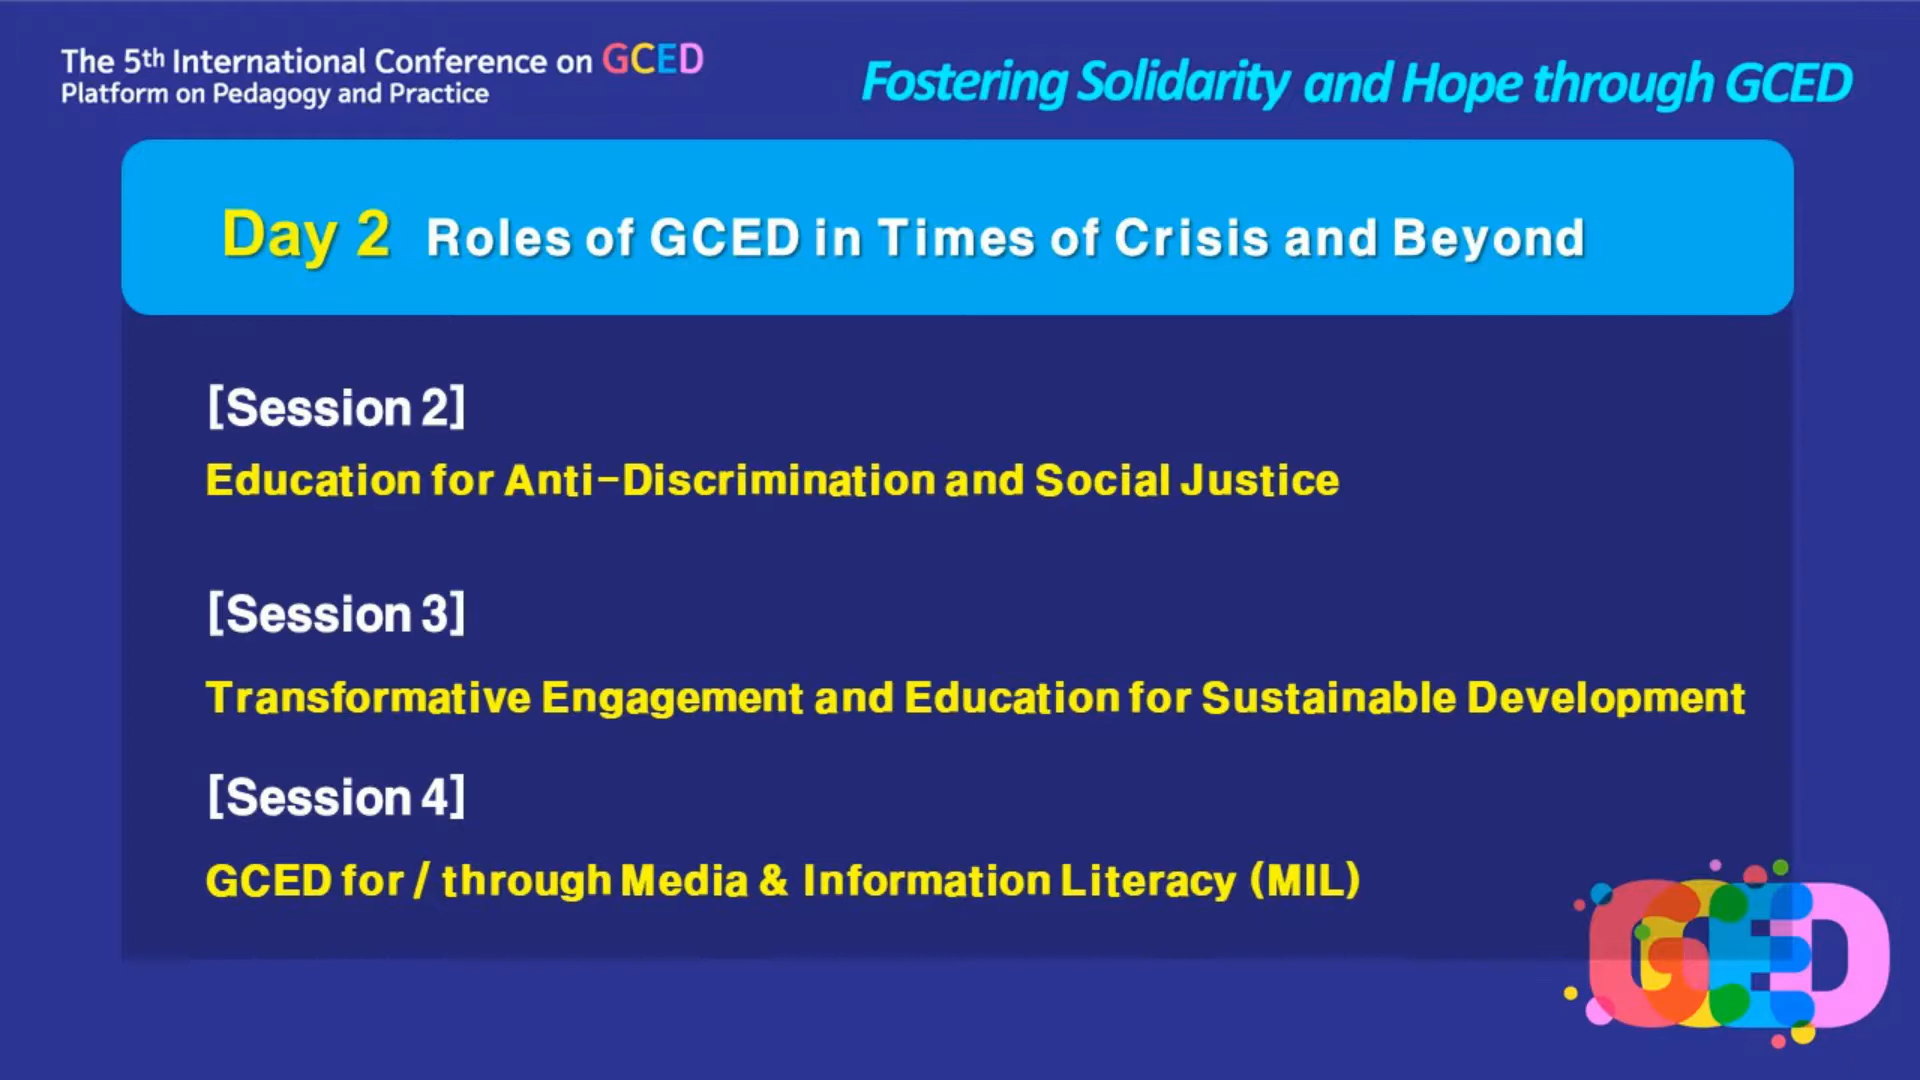 The 5th International Conference on GCED
Platform on Pedagogy and Practice
Fostering Solidarity and Hope through GCED
Day 2 Roles of GCED in Times of Crisis and Beyond
[Session 2]
Education for Anti-Discrimination and Social Justice
[Session 3]
Transformative Engagement and Education for Sustainable Development
[Session 4]
GCED for / through Media & Information Literacy (MIL)
GCED